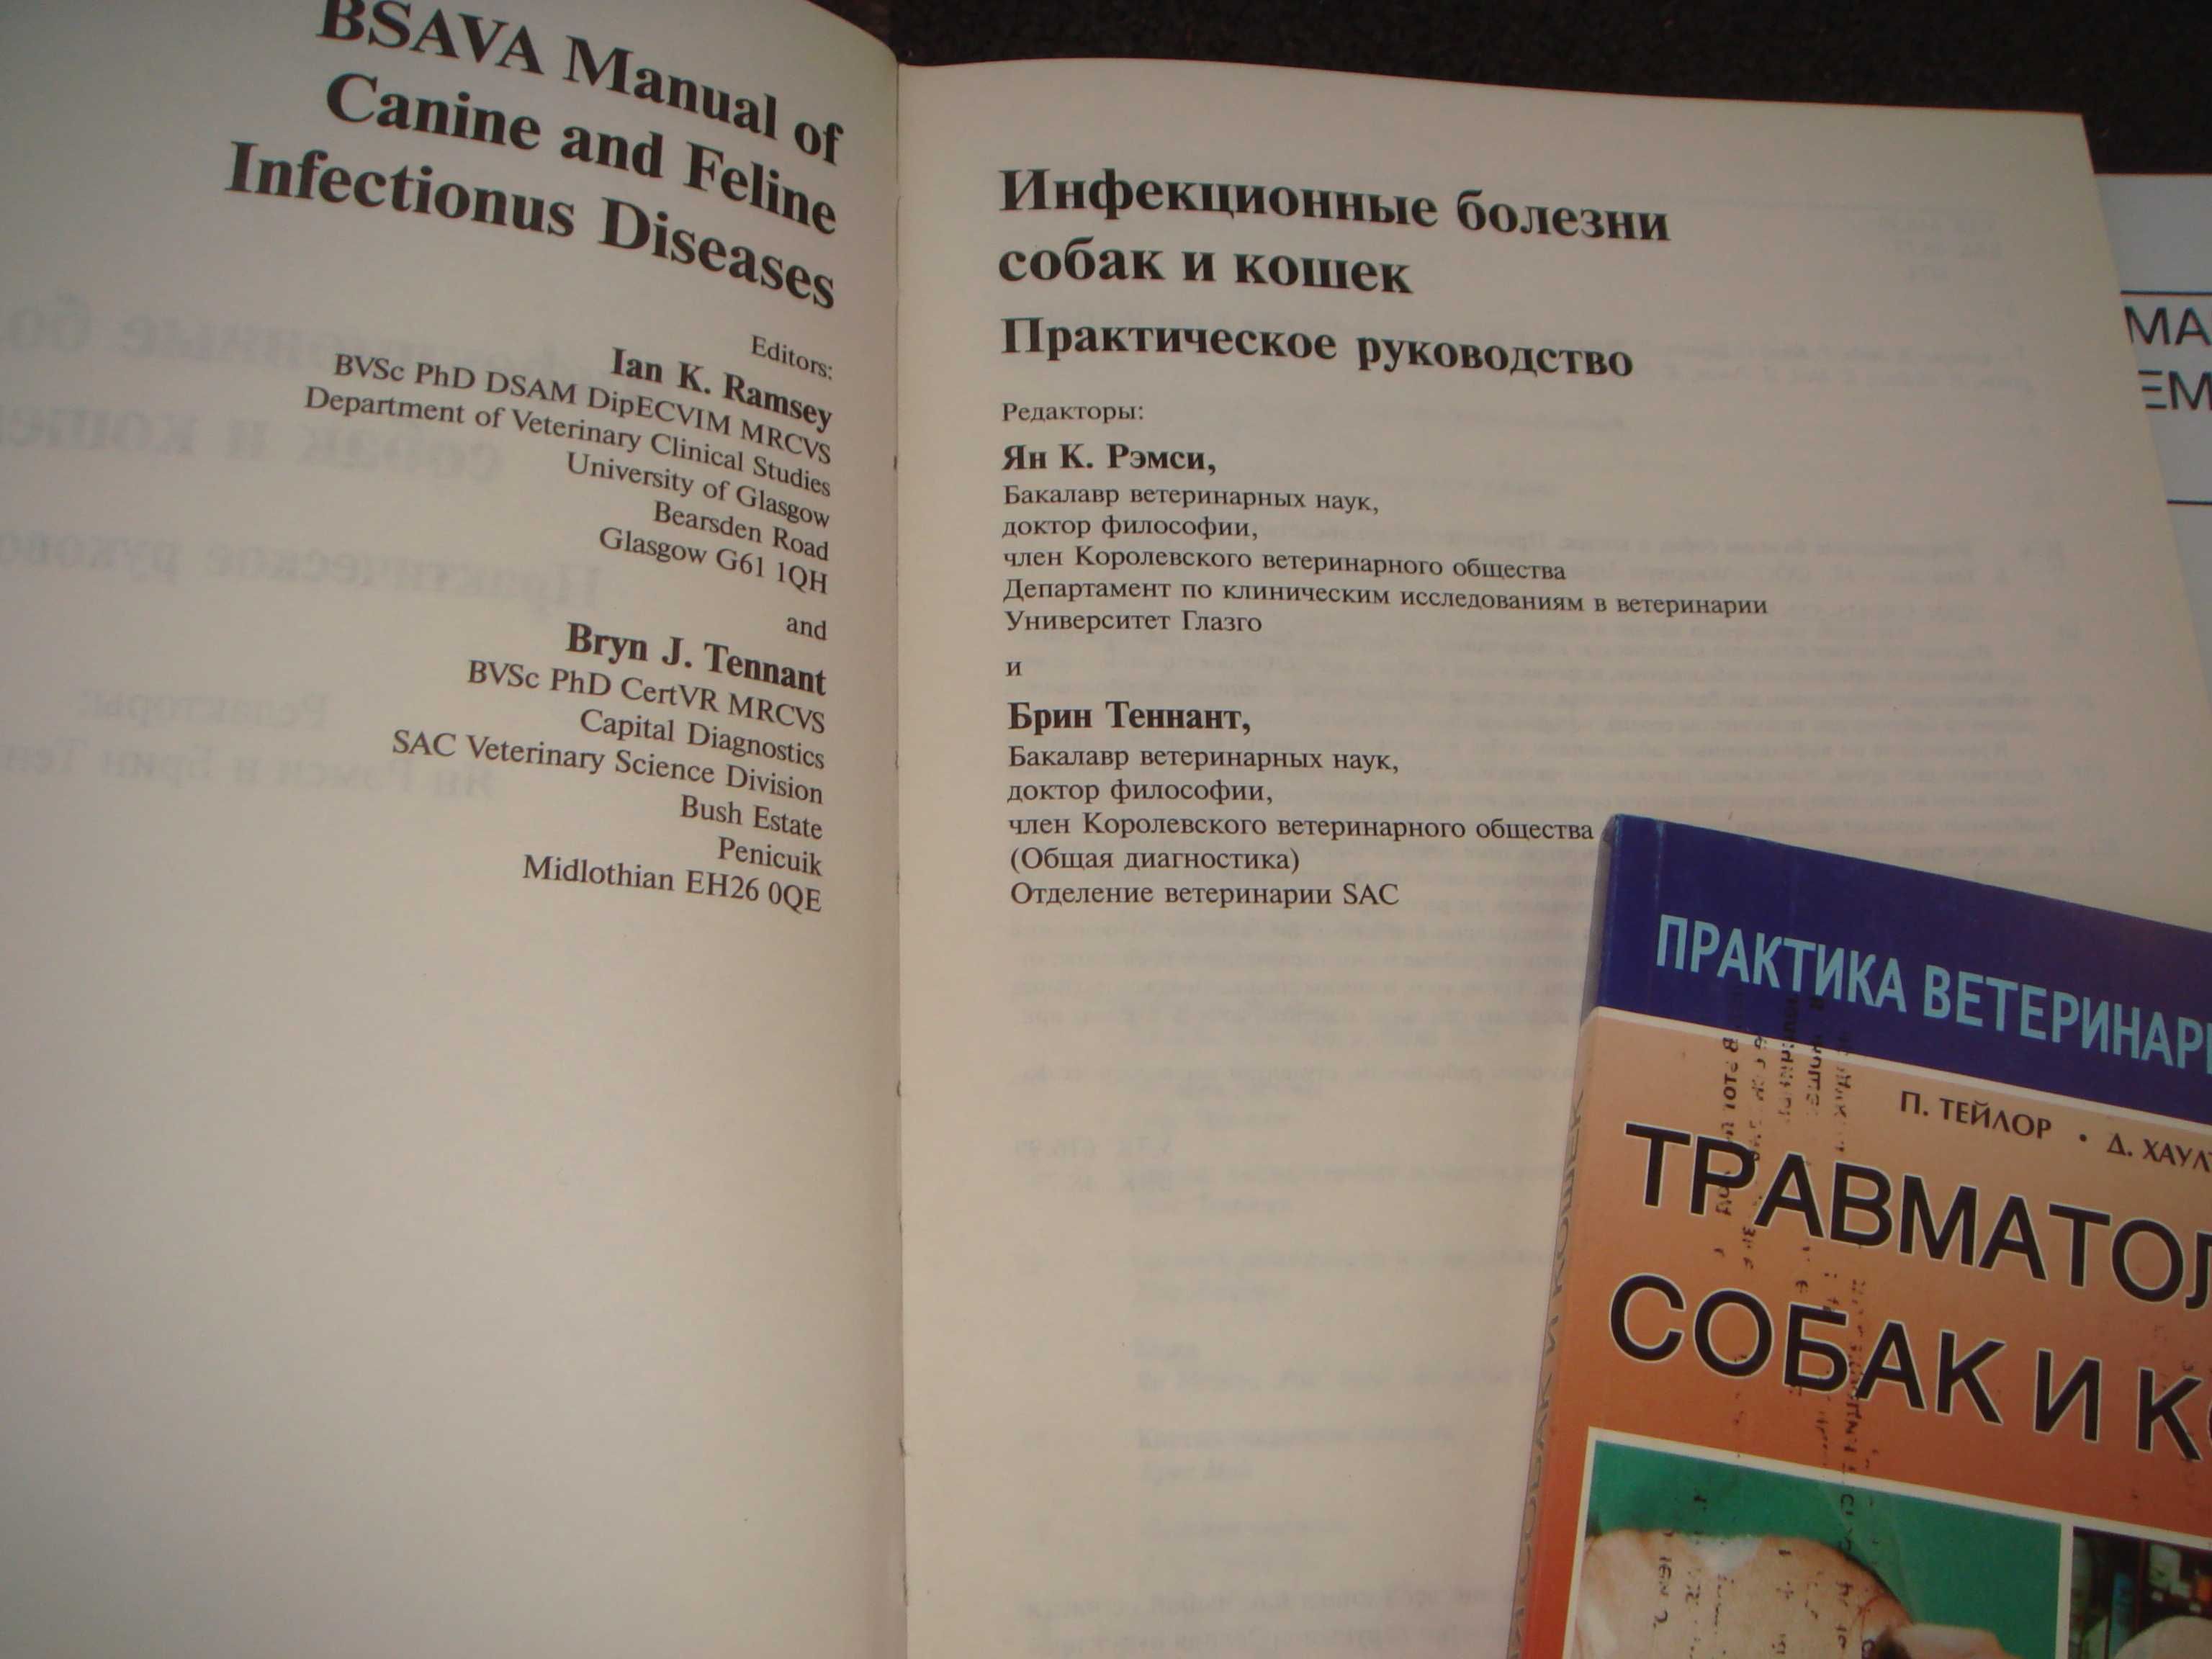 BSAVA Manual of
Canine and Feline
Infectionus Diseases
Editors:
Ian K. Ramsey
BVSc PhD DSAM DipECVIM MRCVS
Department of Veterinary Clinical Studies
University of Glasgow
Bearsden Road
Glasgow G61 1QH
and
Bryn J. Tennant
BVSc PhD CertVR MRCVS
Capital Diagnostics
SAC Veterinary Science Division
Bush Estate
Penicuik
Midlothian EH26 0QE
Инфекционные болезни
собак и кошек
Практическое руководство
Редакторы:
Ян К. Рэмси,
Бакалавр ветеринарных наук,
доктор философии,
член Королевского ветеринарного общества
Департамент по клиническим исследованиям в ветеринарии
Университет Глазго
и
Брин Теннант,
Бакалавр ветеринарных наук,
доктор философии,
член Королевского ветеринарного общества
(Общая диагностика)
Отделение ветеринарии SAC
МА
ЕМ
ПРАКТИКА ВЕТЕРИНАР
П. ТЕЙЛОР • Д. ХАУЛ
ТРАВМАТОЛ
СОБАК И К